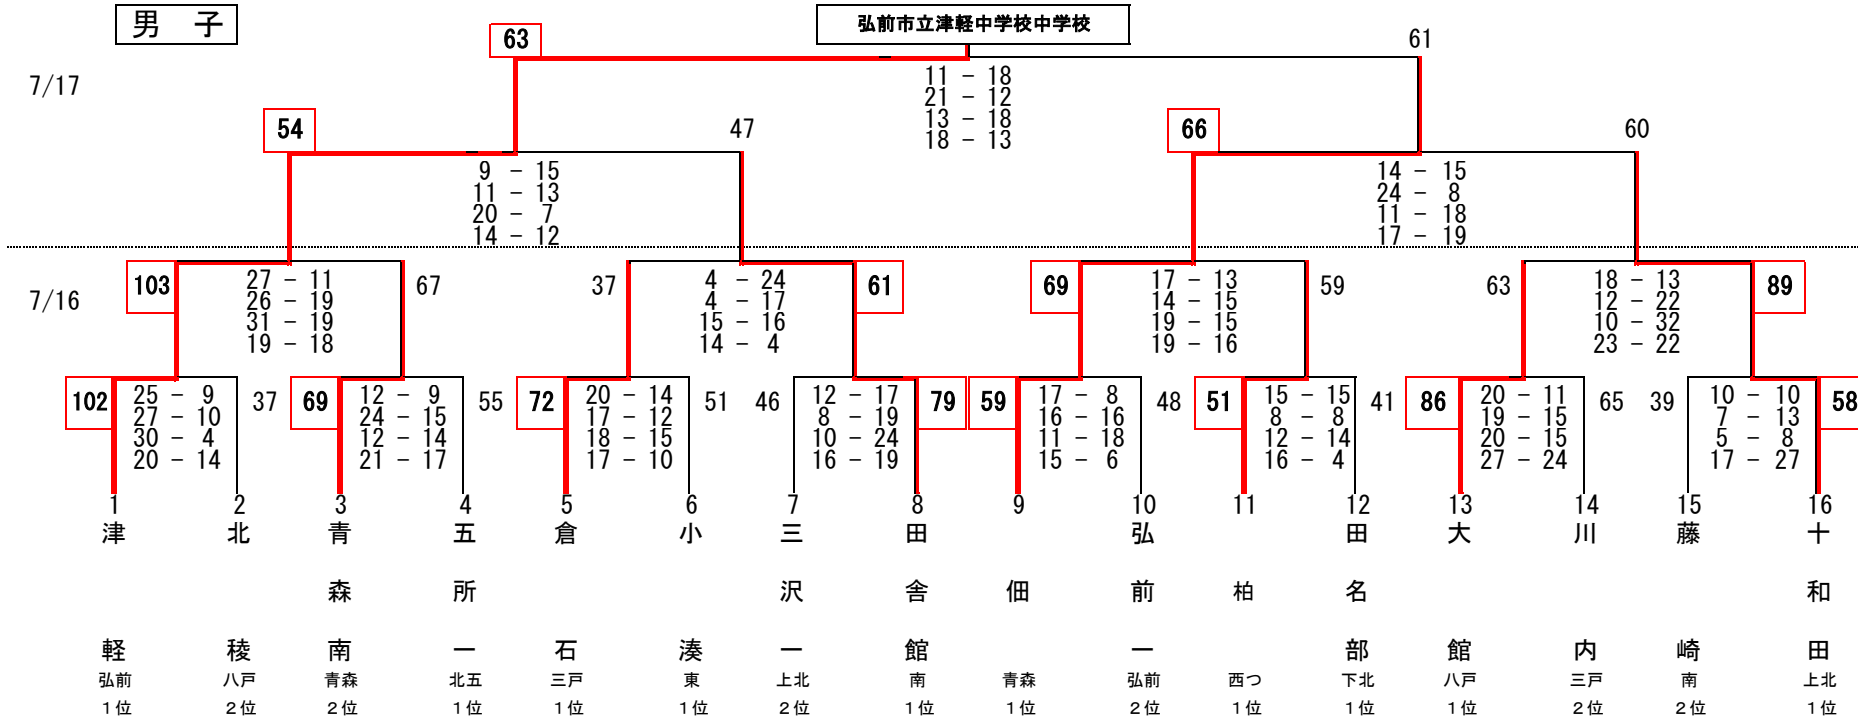 男 子
弘前市立津軽中学校中学校
63
61
7/17
11 - 18
21 - 12
13 - 18
18 - 13
54
47
66
60
9 - 15
11 - 13
20 - 7
14 - 12
14 - 15
24 - 8
11 - 18
17 - 19
7/16
103
27 - 11
26 - 19
31 - 19
19 - 18
67
37
4 - 24
4 - 17
15 - 16
14 - 4
61
69
17 - 13
14 - 15
19 - 15
19 - 16
59
63
18 - 13
12 - 22
10 - 32
23 - 22
89
102
25 - 9
27 - 10
30 - 4
20 - 14
37
69
12 - 9
24 - 15
12 - 14
21 - 17
55
72
20 - 14
17 - 12
18 - 15
17 - 10
51
46
12 - 17
8 - 19
10 - 24
16 - 19
79
59
17 - 8
16 - 16
11 - 18
15 - 6
48
51
15 - 15
8 - 8
12 - 14
16 - 4
41
86
20 - 11
19 - 15
20 - 15
27 - 24
65
39
10 - 10
7 - 13
5 - 8
17 - 27
58
1 2 3 4 5 6 7 8 9 10 11 12 13 14 15 16
津軽
北稜
青森南
五所一
倉石
小湊
三沢一
田舎館
佃
弘前一
柏
田名部
大館
川内
藤崎
十和田
弘前 八戸 青森 北五 三戸 東 上北 南 青森 弘前 西つ 下北 八戸 三戸 南 上北
1位 2位 2位 1位 1位 1位 2位 1位 1位 2位 1位 1位 1位 2位 2位 1位